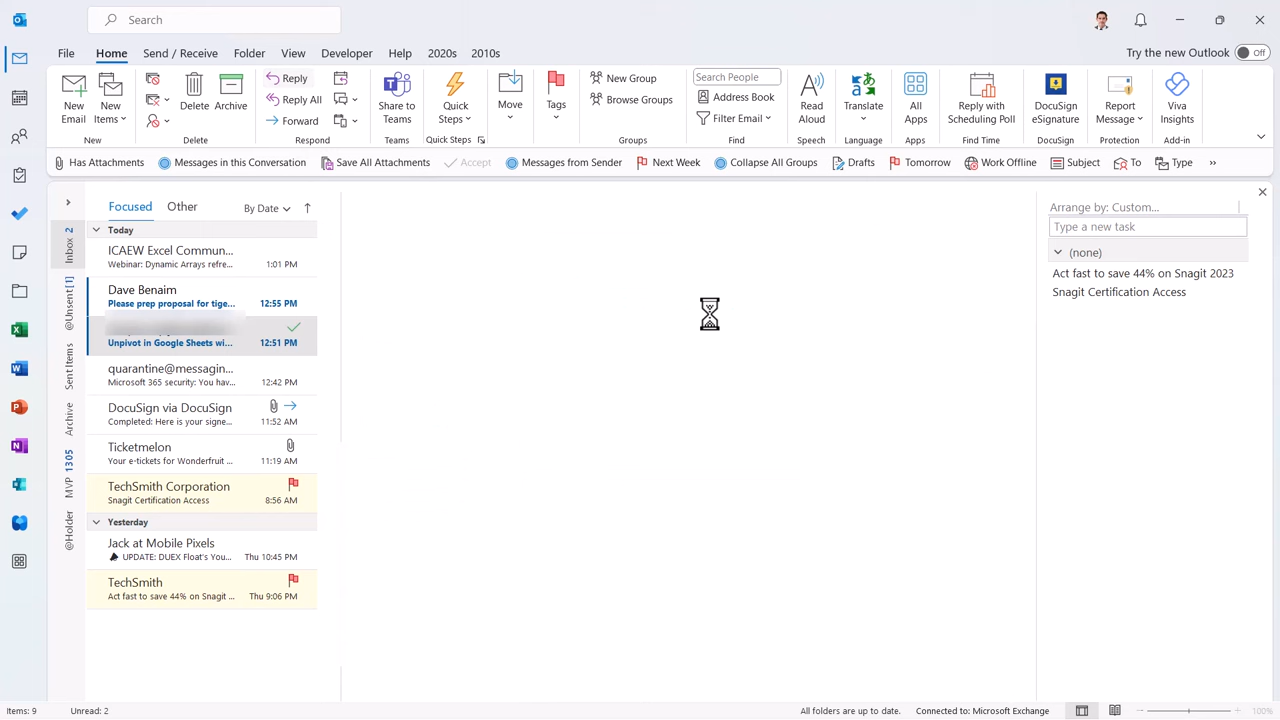 Search
File Home Send / Receive Folder View Developer Help 2020s 2010s
Try the new Outlook Off
New Email
New Items
New
Delete
Archive
Delete
Reply
Reply All
Forward
Respond
Share to Teams
Teams
Quick Steps
Quick Steps
Move
Tags
New Group
Browse Groups
Groups
Search People
Address Book
Filter Email
Find
Read Aloud
Speech
Translate
Language
All Apps
Apps
Reply with Scheduling Poll
Find Time
DocuSign eSignature
DocuSign
Report Message
Protection
Viva Insights
Add-in
Has Attachments Messages in this Conversation Save All Attachments Accept Messages from Sender Next Week Collapse All Groups Drafts Tomorrow Work Offline Subject To Type
Inbox 2
@Unsent[1]
Sent Items
Archive
MVP 1305
@Holder
Focused Other By Date
Today
ICAEW Excel Commun...
Webinar: Dynamic Arrays refre... 1:01 PM
Dave Benaim
Please prep proposal for tige... 12:55 PM
Unpivot in Google Sheets wi... 12:51 PM
quarantine@messagin...
Microsoft 365 security: You hav... 12:42 PM
DocuSign via DocuSign
Completed: Here is your signe... 11:52 AM
Ticketmelon
Your e-tickets for Wonderfruit ... 11:19 AM
TechSmith Corporation
Snagit Certification Access 8:56 AM
Yesterday
Jack at Mobile Pixels
UPDATE: DUEX Float's You... Thu 10:45 PM
TechSmith
Act fast to save 44% on Snagit ... Thu 9:06 PM
Arrange by: Custom...
Type a new task
(none)
Act fast to save 44% on Snagit 2023
Snagit Certification Access
Items: 9 Unread: 2 All folders are up to date. Connected to: Microsoft Exchange 100%